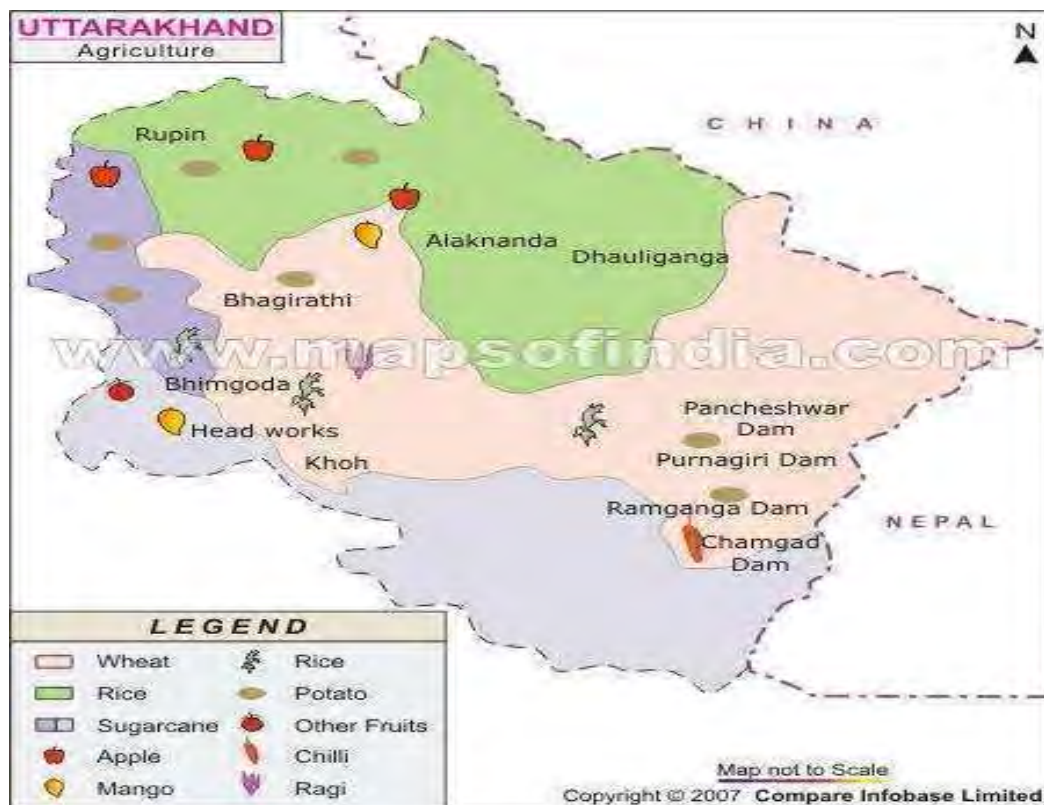 UTTARAKHAND
Agriculture
N
CHINA
Rupin
Alaknanda
Dhauliganga
Bhagirathi
www.mapsofindia.com
Bhimgoda
Head works
Khoh
Pancheshwar
Dam
Purnagiri Dam
Ramganga Dam
Chamgad
Dam
NEPAL
LEGEND
Wheat
Rice
Rice
Potato
Sugarcane
Other Fruits
Apple
Chilli
Mango
Ragi
Map not to Scale
Copyright © 2007 Compare Infobase Limited